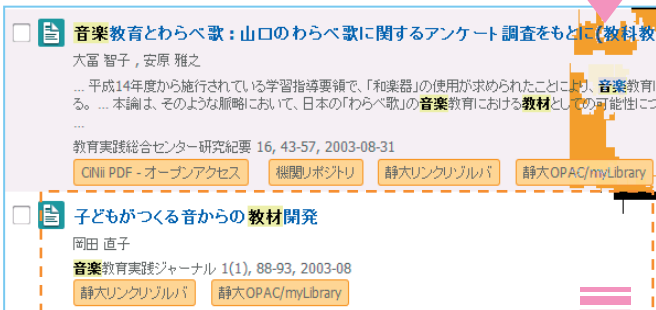 音楽教育とわらべ歌 : 山口のわらべ歌に関するアンケート調査をもとに(教科教
大冨 智子 , 安原 雅之
... 平成14年度から施行されている学習指導要領で、「和楽器」の使用が求められたことにより、音楽教育に
る。 ... 本論は、そのような脈略において、日本の「わらべ歌」の音楽教育における教材としての可能性につ
...
教育実践総合センター研究紀要 16, 43-57, 2003-08-31
CiNii PDF - オープンアクセス 機関リポジトリ 静大リンクリゾルバ 静大OPAC/myLibrary
子どもがつくる音からの教材開発
岡田 直子
音楽教育実践ジャーナル 1(1), 88-93, 2003-08
静大リンクリゾルバ 静大OPAC/myLibrary